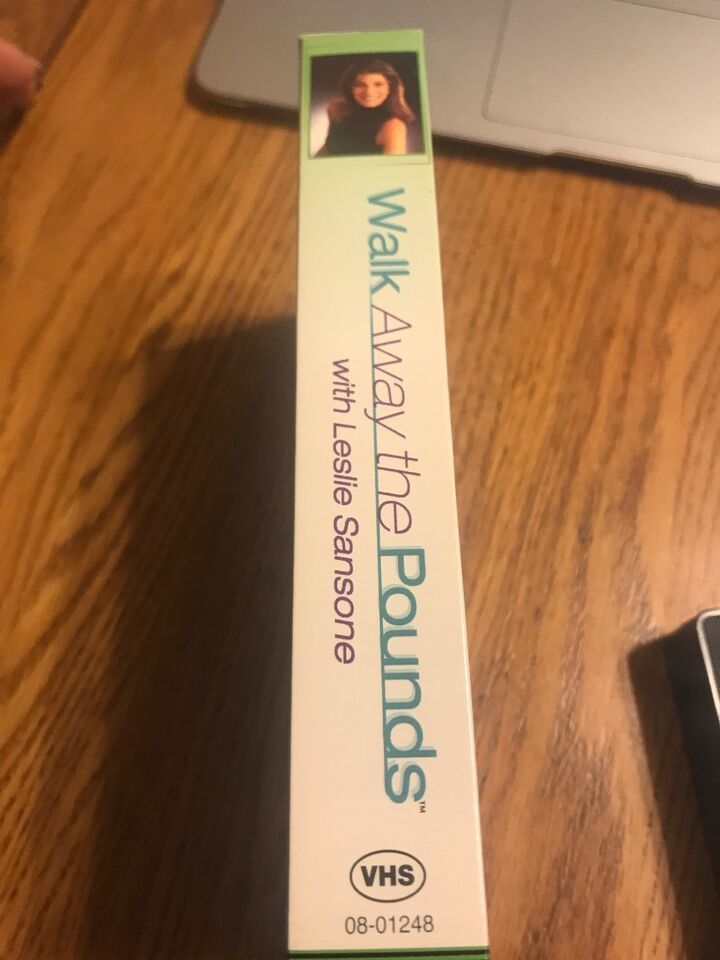 Walk Away the Pounds™
with Leslie Sansone
VHS
08-01248